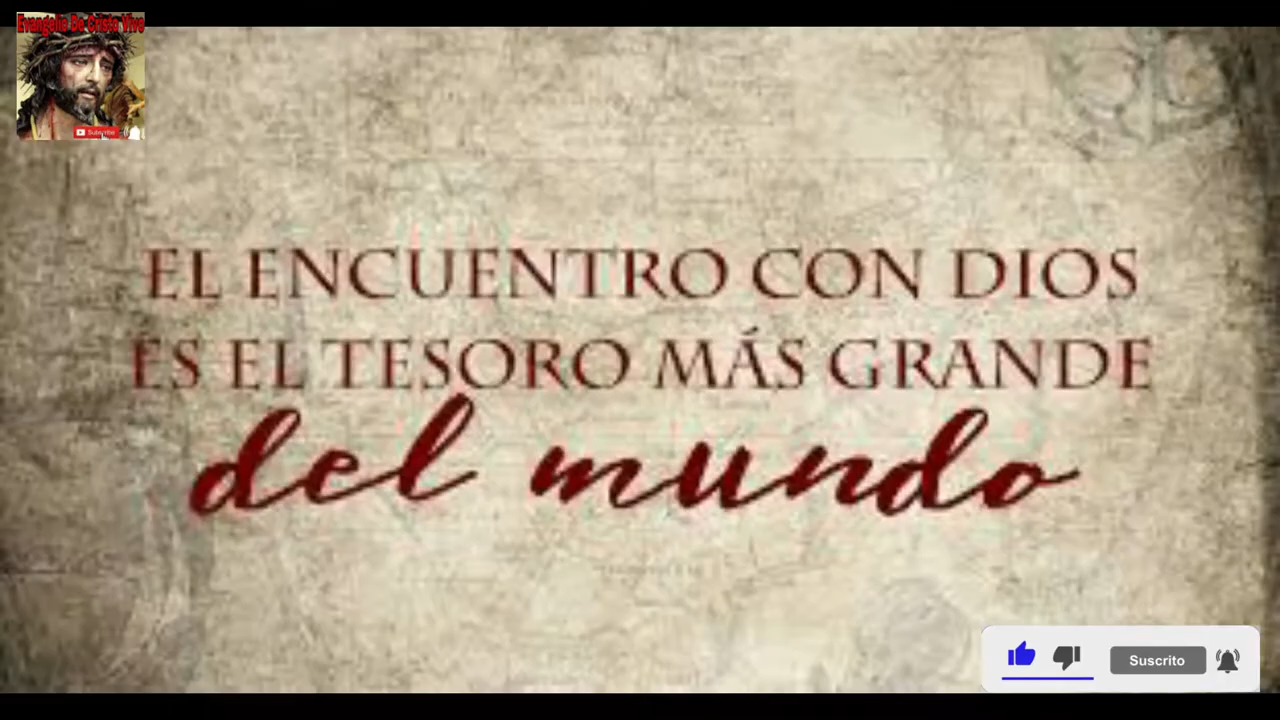 Evangelio De Cristo Vive
EL ENCUENTRO CON DIOS
ES EL TESORO MÁS GRANDE
del mundo
Suscrito